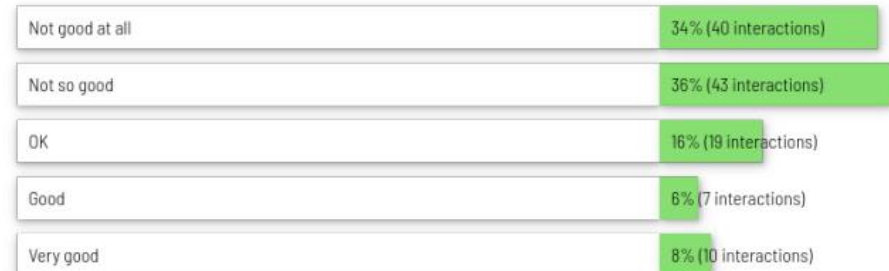 Not good at all 34% (40 interactions)
Not so good 36% (43 interactions)
OK 16% (19 interactions)
Good 6% (7 interactions)
Very good 8% (10 interactions)